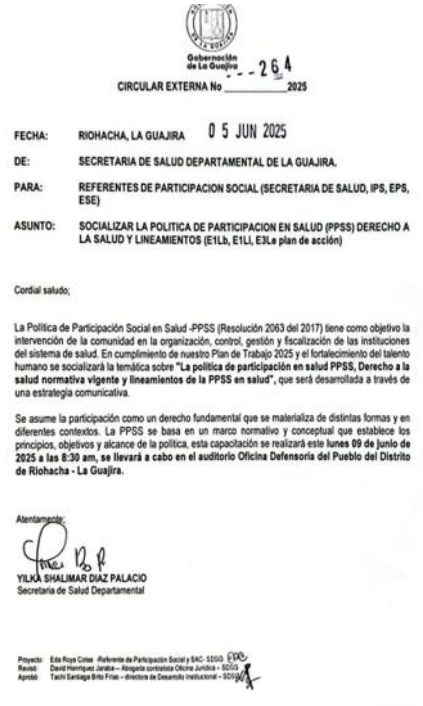 Gobernación
de La Guajira
- - - 264
CIRCULAR EXTERNA No ____________2025
FECHA: RIOHACHA, LA GUAJIRA 05 JUN 2025
DE: SECRETARIA DE SALUD DEPARTAMENTAL DE LA GUAJIRA.
PARA: REFERENTES DE PARTICIPACION SOCIAL (SECRETARIA DE SALUD, IPS, EPS,
ESE)
ASUNTO: SOCIALIZAR LA POLITICA DE PARTICIPACION EN SALUD (PPSS) DERECHO A
LA SALUD Y LINEAMIENTOS (E1Lb, E1Li, E3Le plan de acción)
Cordial saludo;
La Política de Participación Social en Salud -PPSS (Resolución 2063 del 2017) tiene como objetivo la
intervención de la comunidad en la organización, control, gestión y fiscalización de las instituciones
del sistema de salud. En cumplimiento de nuestro Plan de Trabajo 2025 y el fortalecimiento del talento
humano se socializará la temática sobre "La política de participación en salud PPSS, Derecho a la
salud normativa vigente y lineamientos de la PPSS en salud", que será desarrollada a través de
una estrategia comunicativa.
Se asume la participación como un derecho fundamental que se materializa de distintas formas y en
diferentes contextos. La PPSS se basa en un marco normativo y conceptual que establece los
principios, objetivos y alcance de la política, esta capacitación se realizará este lunes 09 de junio de
2025 a las 8:30 am, se llevará a cabo en el auditorio Oficina Defensoría del Pueblo del Distrito
de Riohacha - La Guajira.
Atentamente;
YILKA SHALIMAR DIAZ PALACIO
Secretaria de Salud Departamental
Proyecto: Eda Roys Cotes -Referente de Participación Social y SAC- SDSG
Revisó: David Henriquez Jaraba – Abogada contratista Oficina Jurídica – SDSG
Aprobó: Tachi Santiaga Brito Frias – directora de Desarrollo institucional – SDSG